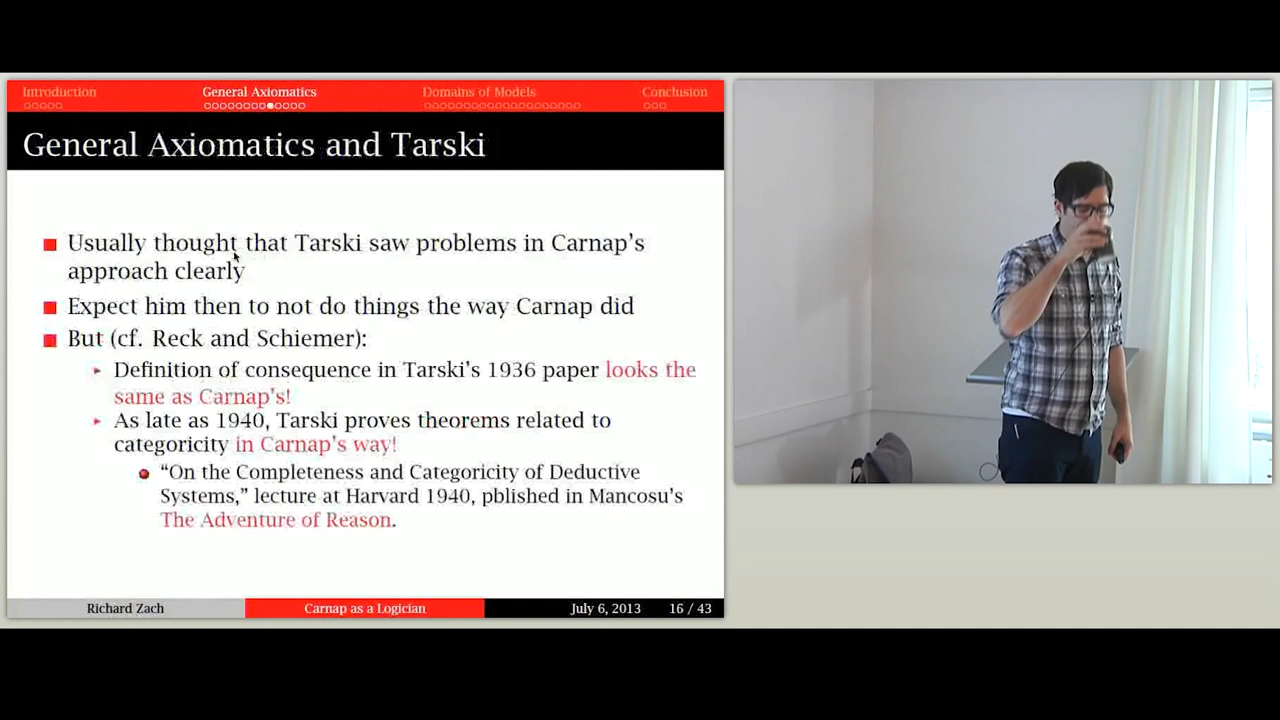 Introduction General Axiomatics Domains of Models Conclusion
General Axiomatics and Tarski
Usually thought that Tarski saw problems in Carnap's
approach clearly
Expect him then to not do things the way Carnap did
But (cf. Reck and Schiemer):
Definition of consequence in Tarski's 1936 paper looks the
same as Carnap's!
As late as 1940, Tarski proves theorems related to
categoricity in Carnap's way!
“On the Completeness and Categoricity of Deductive
Systems,” lecture at Harvard 1940, pblished in Mancosu's
The Adventure of Reason.
Richard Zach Carnap as a Logician July 6, 2013 16 / 43